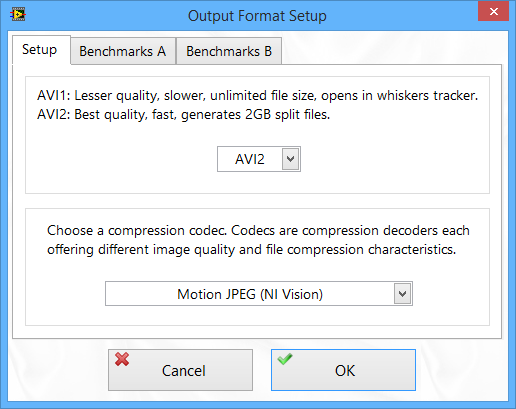 Output Format Setup
Setup
Benchmarks A
Benchmarks B
AVI1: Lesser quality, slower, unlimited file size, opens in whiskers tracker.
AVI2: Best quality, fast, generates 2GB split files.
AVI2
Choose a compression codec. Codecs are compression decoders each
offering different image quality and file compression characteristics.
Motion JPEG (NI Vision)
Cancel
OK